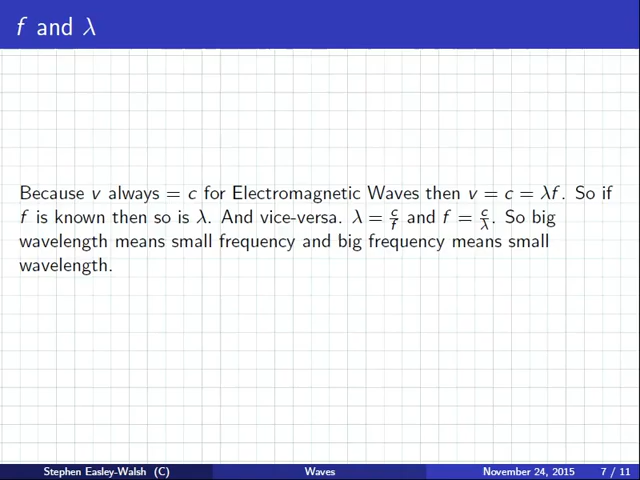 f and λ
Because v always = c for Electromagnetic Waves then v = c = λf. So if
f is known then so is λ. And vice-versa. λ = c/f and f = c/λ. So big
wavelength means small frequency and big frequency means small
wavelength.
Stephen Easley-Walsh (C) Waves November 24, 2015 7 / 11